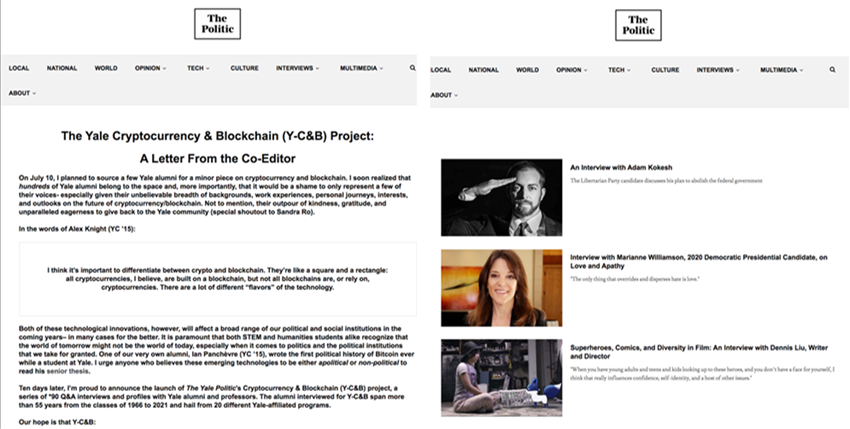 The
Politic
LOCAL NATIONAL WORLD OPINION TECH CULTURE INTERVIEWS MULTIMEDIA
ABOUT
The Yale Cryptocurrency & Blockchain (Y-C&B) Project:
A Letter From the Co-Editor
On July 10, I planned to source a few Yale alumni for a minor piece on cryptocurrency and blockchain. I soon realized that
hundreds of Yale alumni belong to the space and, more importantly, that it would be a shame to only represent a few of
their voices- especially given their unbelievable breadth of backgrounds, work experiences, personal journeys, interests,
and outlooks on the future of cryptocurrency/blockchain. Not to mention, their outpour of kindness, gratitude, and
unparalleled eagerness to give back to the Yale community (special shoutout to Sandra Ro).
In the words of Alex Knight (YC '15):
I think it's important to differentiate between crypto and blockchain. They're like a square and a rectangle:
all cryptocurrencies, I believe, are built on a blockchain, but not all blockchains are, or rely on,
cryptocurrencies. There are a lot of different "flavors" of the technology.
Both of these technological innovations, however, will affect a broad range of our political and social institutions in the
coming years– in many cases for the better. It is paramount that both STEM and humanities students alike recognize that
the world of tomorrow might not be the world of today, especially when it comes to politics and the political institutions
that we take for granted. One of our very own alumni, Ian Panchèvre (YC '15), wrote the first political history of Bitcoin ever
while a student at Yale. I urge anyone who believes these emerging technologies to be either apolitical or non-political to
read his senior thesis.
Ten days later, I'm proud to announce the launch of The Yale Politic's Cryptocurrency & Blockchain (Y-C&B) project, a
series of *90 Q&A interviews and profiles with Yale alumni and professors. The alumni interviewed for Y-C&B span more
than 55 years from the classes of 1966 to 2021 and hail from 20 different Yale-affiliated programs.
Our hope is that Y-C&B:
The
Politic
LOCAL NATIONAL WORLD OPINION TECH CULTURE INTERVIEWS MULTIMEDIA
ABOUT
An Interview with Adam Kokesh
The Libertarian Party candidate discusses his plan to abolish the federal government
Interview with Marianne Williamson, 2020 Democratic Presidential Candidate, on
Love and Apathy
"The only thing that overrides and disperses hate is love."
Superheroes, Comics, and Diversity in Film: An Interview with Dennis Liu, Writer
and Director
"When you have young adults and teens and kids looking up to these heroes, and you don't have a face for yourself, I
think that really influences confidence, self-identity, and a host of other issues."